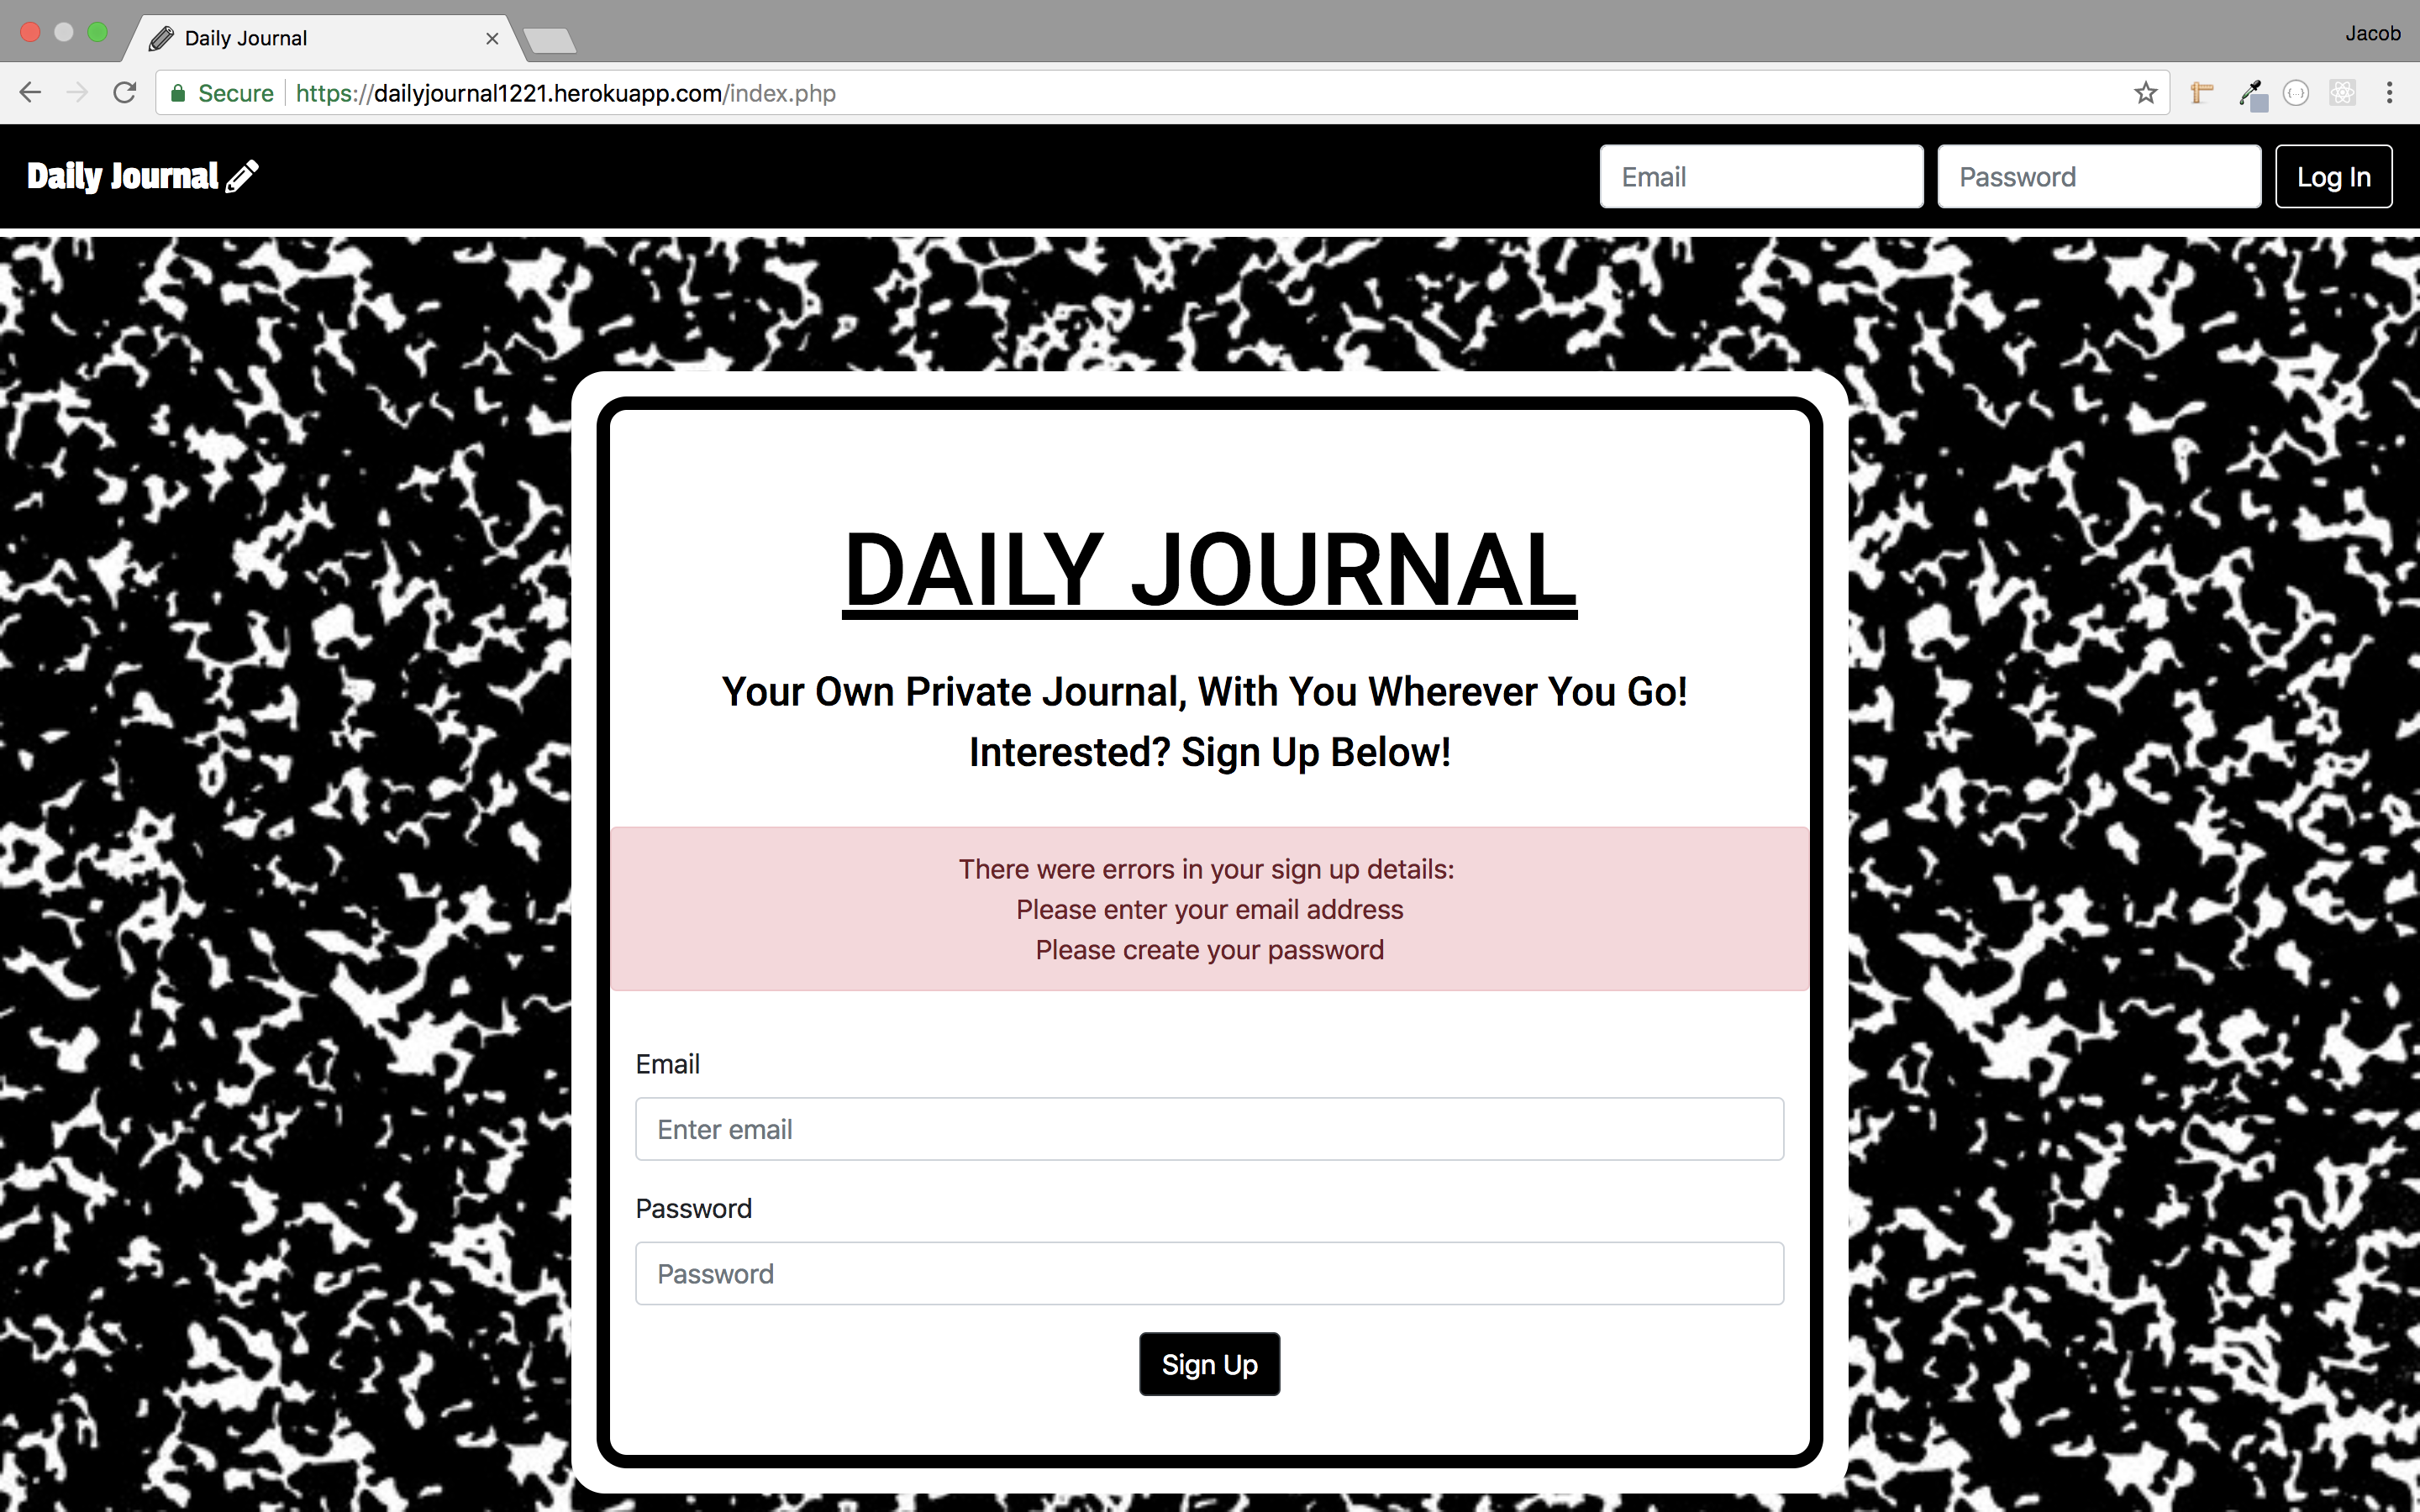 Daily Journal
Jacob
Secure https://dailyjournal1221.herokuapp.com/index.php
Daily Journal
Email
Password
Log In
DAILY JOURNAL
Your Own Private Journal, With You Wherever You Go!
Interested? Sign Up Below!
There were errors in your sign up details:
Please enter your email address
Please create your password
Email
Enter email
Password
Password
Sign Up